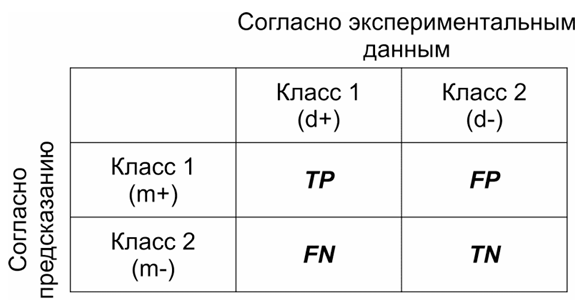 Согласно экспериментальным
данным
Класс 1
(d+)
Класс 2
(d-)
Согласно
предсказанию
Класс 1
(m+)
TP
FP
Класс 2
(m-)
FN
TN